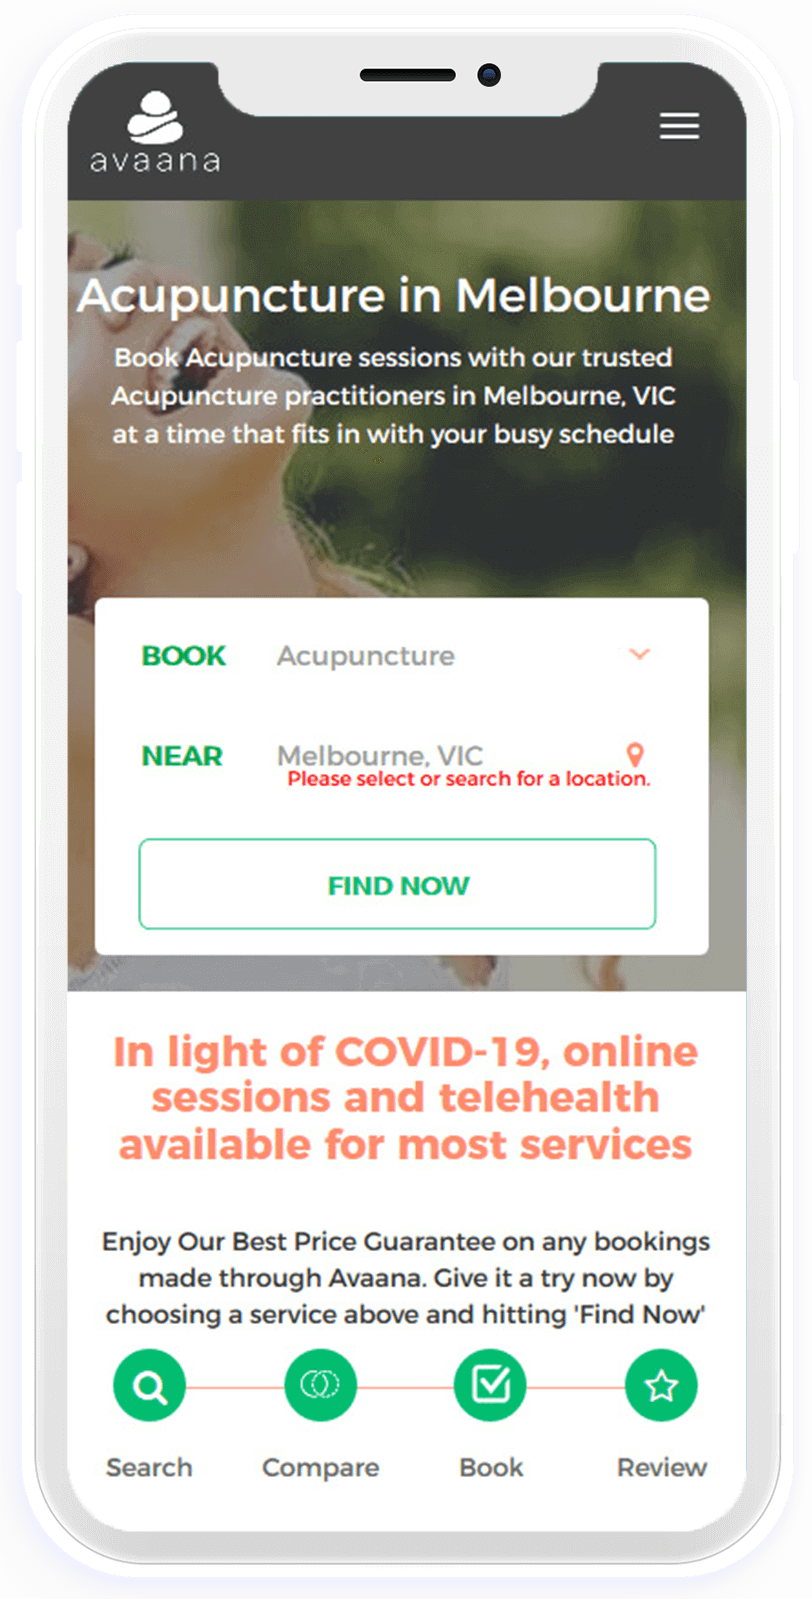 avaana
Acupuncture in Melbourne
Book Acupuncture sessions with our trusted
Acupuncture practitioners in Melbourne, VIC
at a time that fits in with your busy schedule
BOOK Acupuncture
NEAR Melbourne, VIC
Please select or search for a location.
FIND NOW
In light of COVID-19, online
sessions and telehealth
available for most services
Enjoy Our Best Price Guarantee on any bookings
made through Avaana. Give it a try now by
choosing a service above and hitting 'Find Now'
Search Compare Book Review